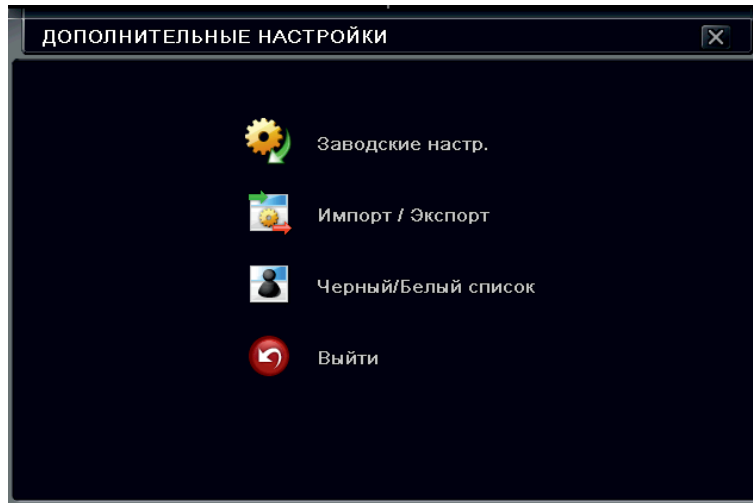 ДОПОЛНИТЕЛЬНЫЕ НАСТРОЙКИ
Заводские настр.
Импорт / Экспорт
Черный/Белый список
Выйти